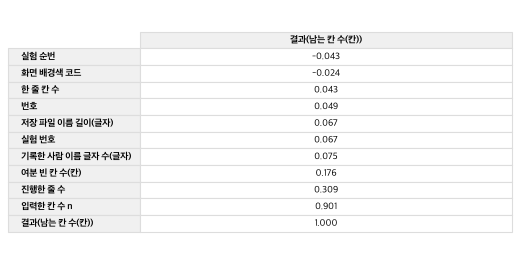 결과(남는 칸 수(칸))
실험 순번 -0.043
화면 배경색 코드 -0.024
한 줄 칸 수 0.043
번호 0.049
저장 파일 이름 길이(글자) 0.067
실험 번호 0.067
기록한 사람 이름 글자 수(글자) 0.075
여분 빈 칸 수(칸) 0.176
진행한 줄 수 0.309
입력한 칸 수 n 0.901
결과(남는 칸 수(칸)) 1.000